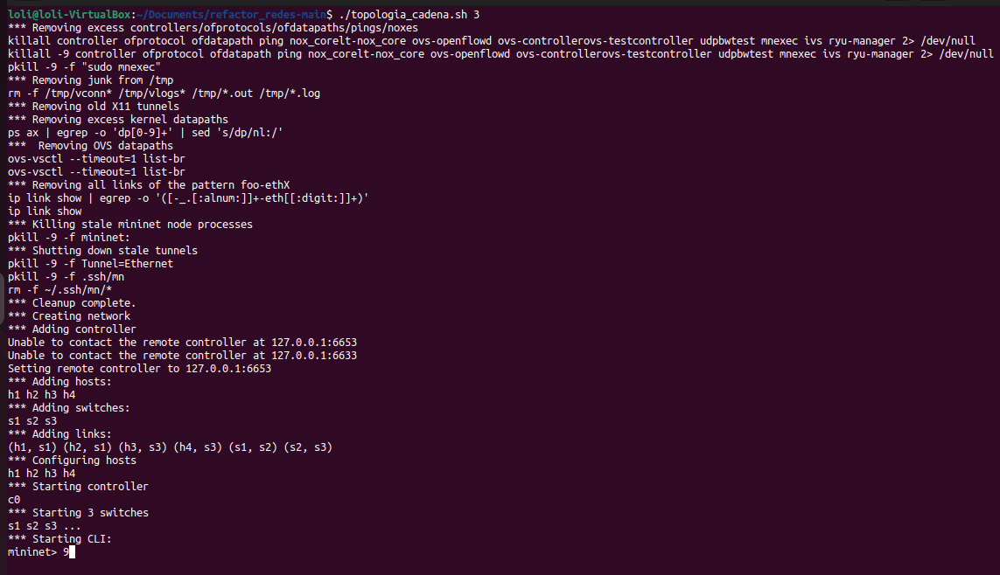 loli@loli-VirtualBox:~/Documents/refactor_redes-main$ ./topologia_cadena.sh 3
*** Removing excess controllers/ofprotocols/ofdatapaths/pings/noxes
killall controller ofprotocol ofdatapath ping nox_corelt-nox_core ovs-openflowd ovs-controllerovs-testcontroller udpbwtest mnexec ivs ryu-manager 2> /dev/null
killall -9 controller ofprotocol ofdatapath ping nox_corelt-nox_core ovs-openflowd ovs-controllerovs-testcontroller udpbwtest mnexec ivs ryu-manager 2> /dev/null
pkill -9 -f "sudo mnexec"
*** Removing junk from /tmp
rm -f /tmp/vconn* /tmp/vlogs* /tmp/*.out /tmp/*.log
*** Removing old X11 tunnels
*** Removing excess kernel datapaths
ps ax | egrep -o 'dp[0-9]+' | sed 's/dp/nl:/'
***  Removing OVS datapaths
ovs-vsctl --timeout=1 list-br
ovs-vsctl --timeout=1 list-br
*** Removing all links of the pattern foo-ethX
ip link show | egrep -o '([-_.[:alnum:]]+-eth[[:digit:]]+)'
ip link show
*** Killing stale mininet node processes
pkill -9 -f mininet:
*** Shutting down stale tunnels
pkill -9 -f Tunnel=Ethernet
pkill -9 -f .ssh/mn
rm -f ~/.ssh/mn/*
*** Cleanup complete.
*** Creating network
*** Adding controller
Unable to contact the remote controller at 127.0.0.1:6653
Unable to contact the remote controller at 127.0.0.1:6633
Setting remote controller to 127.0.0.1:6653
*** Adding hosts:
h1 h2 h3 h4
*** Adding switches:
s1 s2 s3
*** Adding links:
(h1, s1) (h2, s1) (h3, s3) (h4, s3) (s1, s2) (s2, s3)
*** Configuring hosts
h1 h2 h3 h4
*** Starting controller
c0
*** Starting 3 switches
s1 s2 s3 ...
*** Starting CLI:
mininet> 9